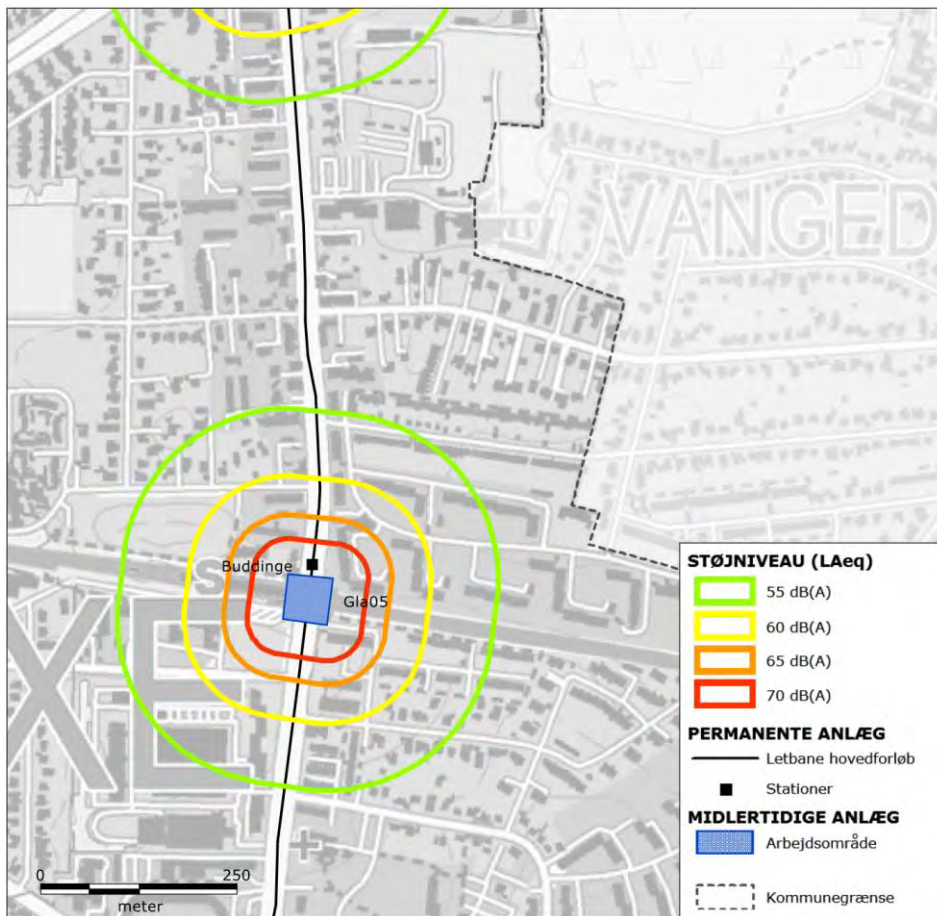 VANGED
Buddinge
S
Gla05
XE
0 250
meter
STØJNIVEAU (LAeq)
55 dB(A)
60 dB(A)
65 dB(A)
70 dB(A)
PERMANENTE ANLÆG
Letbane hovedforløb
Stationer
MIDLERTIDIGE ANLÆG
Arbejdsområde
Kommunegrænse